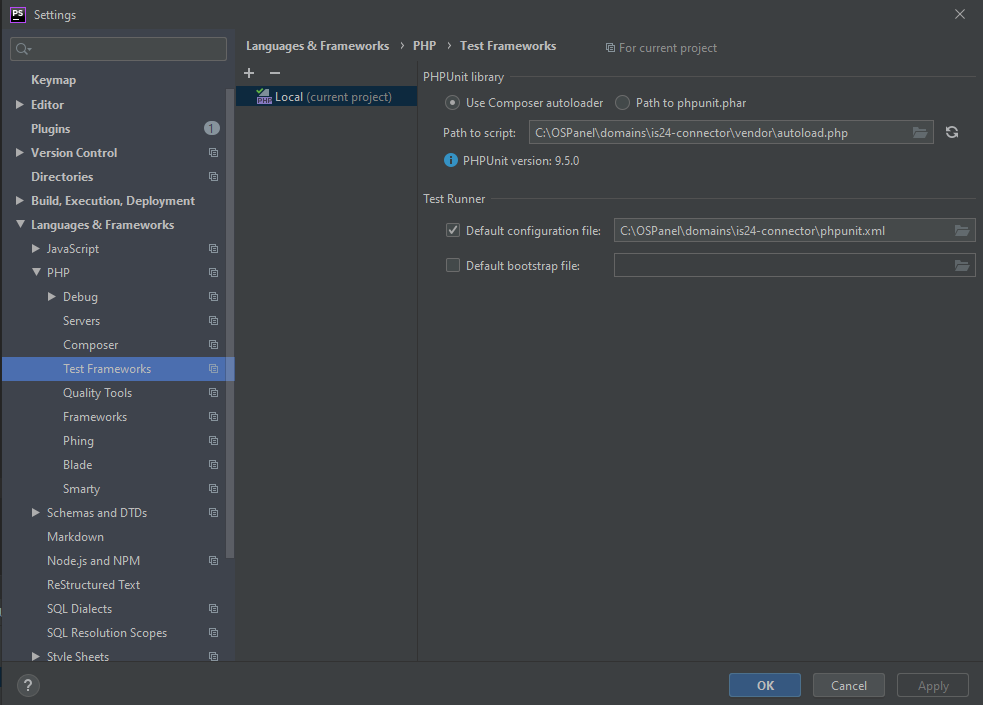 PS Settings
Keymap
Editor
Plugins 1
Version Control
Directories
Build, Execution, Deployment
Languages & Frameworks
JavaScript
PHP
Debug
Servers
Composer
Test Frameworks
Quality Tools
Frameworks
Phing
Blade
Smarty
Schemas and DTDs
Markdown
Node.js and NPM
ReStructured Text
SQL Dialects
SQL Resolution Scopes
Style Sheets
Languages & Frameworks › PHP › Test Frameworks For current project
PHP Local (current project)
PHPUnit library
Use Composer autoloader Path to phpunit.phar
Path to script: C:\OSPanel\domains\is24-connector\vendor\autoload.php
PHPUnit version: 9.5.0
Test Runner
Default configuration file: C:\OSPanel\domains\is24-connector\phpunit.xml
Default bootstrap file:
? OK Cancel Apply